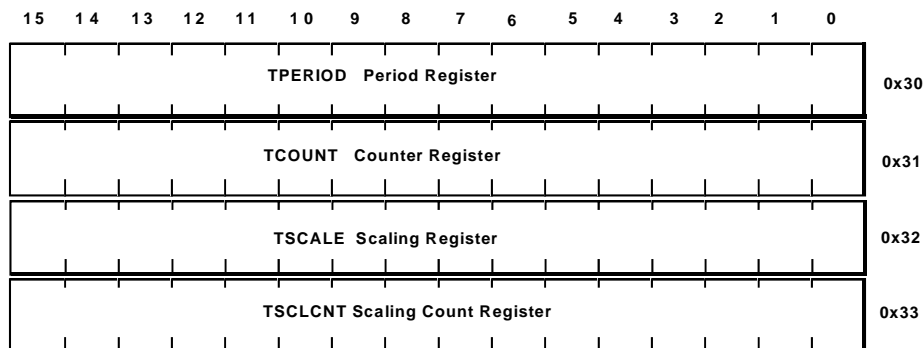 15 14 13 12 11 10 9 8 7 6 5 4 3 2 1 0
TPERIOD Period Register
0x30
TCOUNT Counter Register
0x31
TSCALE Scaling Register
0x32
TSCLCNT Scaling Count Register
0x33